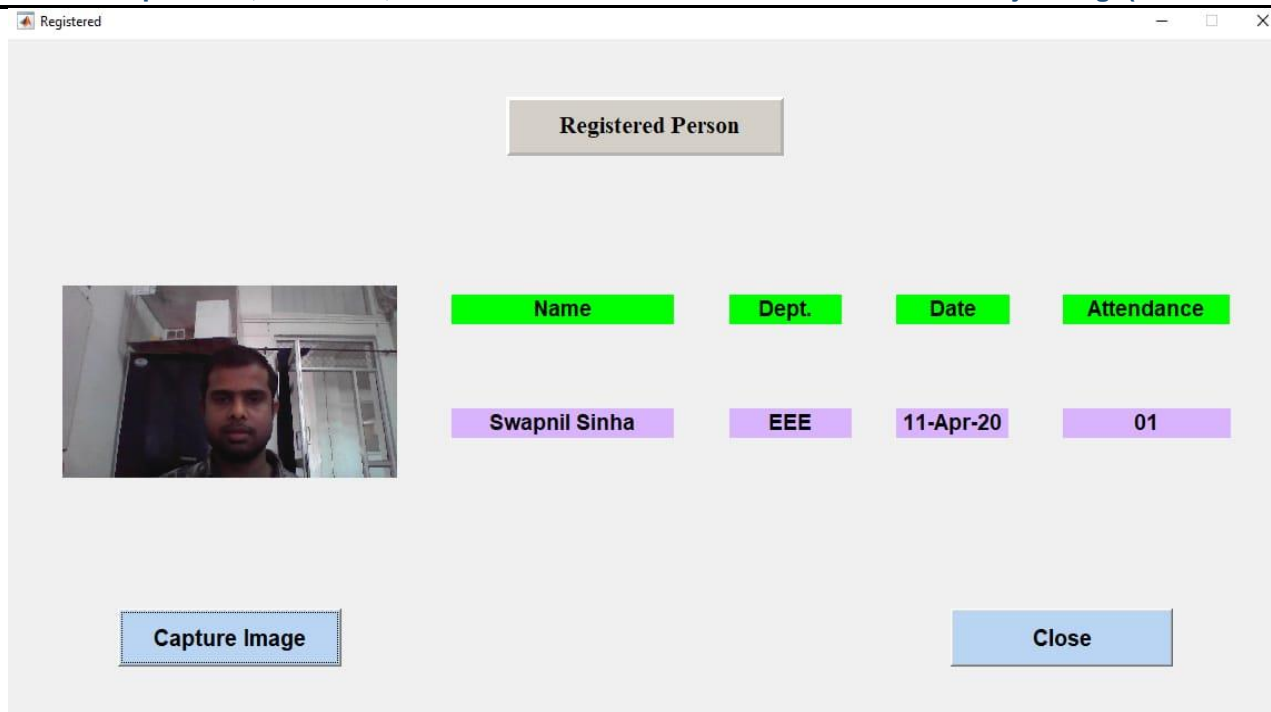 Registered
Registered Person
Name Dept. Date Attendance
Swapnil Sinha EEE 11-Apr-20 01
Capture Image Close